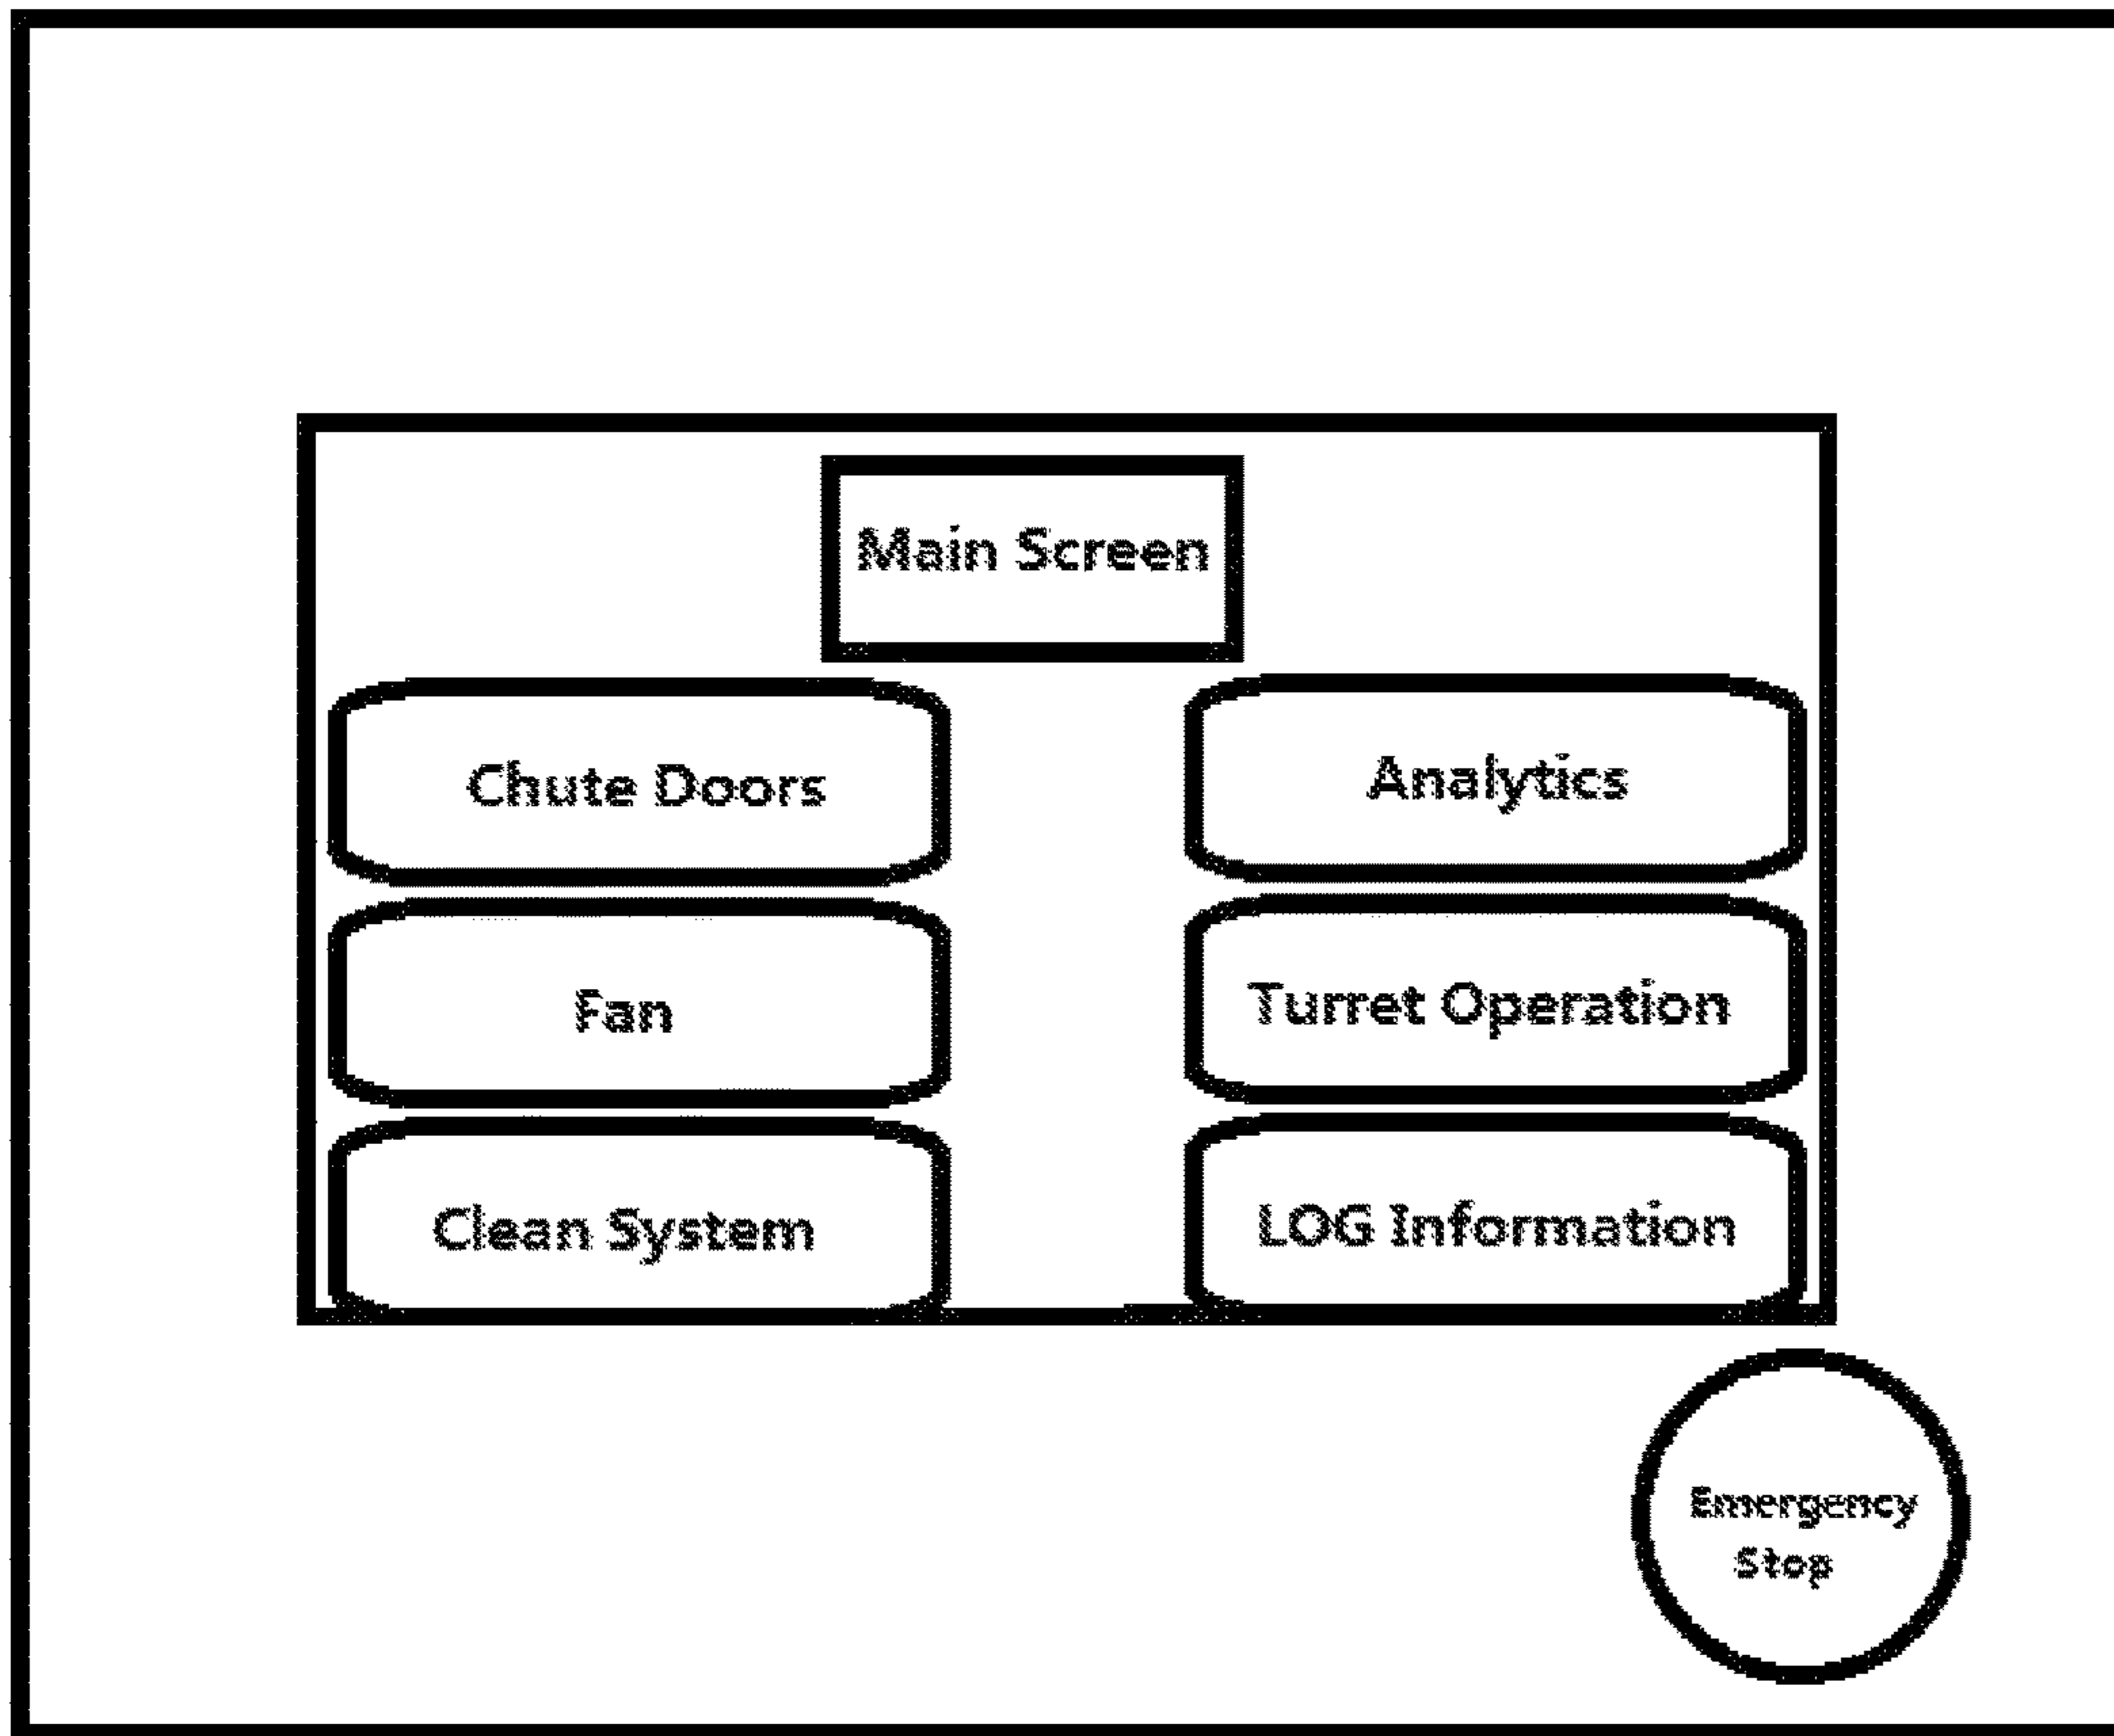 Main Screen
Chute Doors
Analytics
Fan
Turret Operation
Clean System
LOG Information
Emergency
Stop